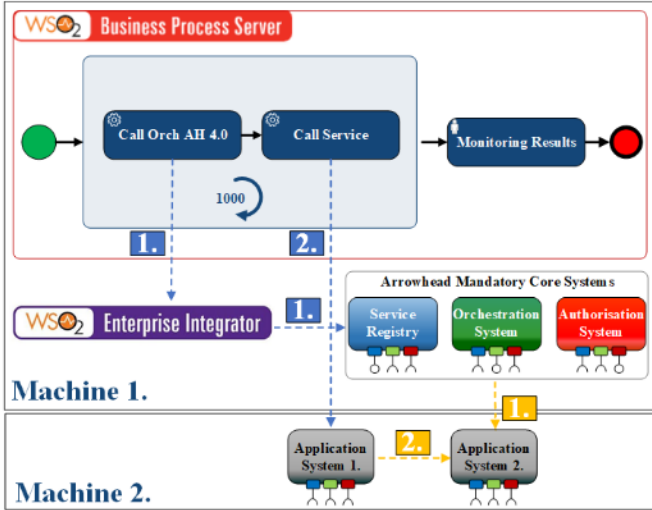 WSO2 Business Process Server
Call Orch AH 4.0
Call Service
Monitoring Results
1000
1.
2.
Arrowhead Mandatory Core Systems
WSO2 Enterprise Integrator
1.
Service
Registry
Orchestration
System
Authorisation
System
Machine 1.
1.
Application
System 1.
2.
Application
System 2.
Machine 2.